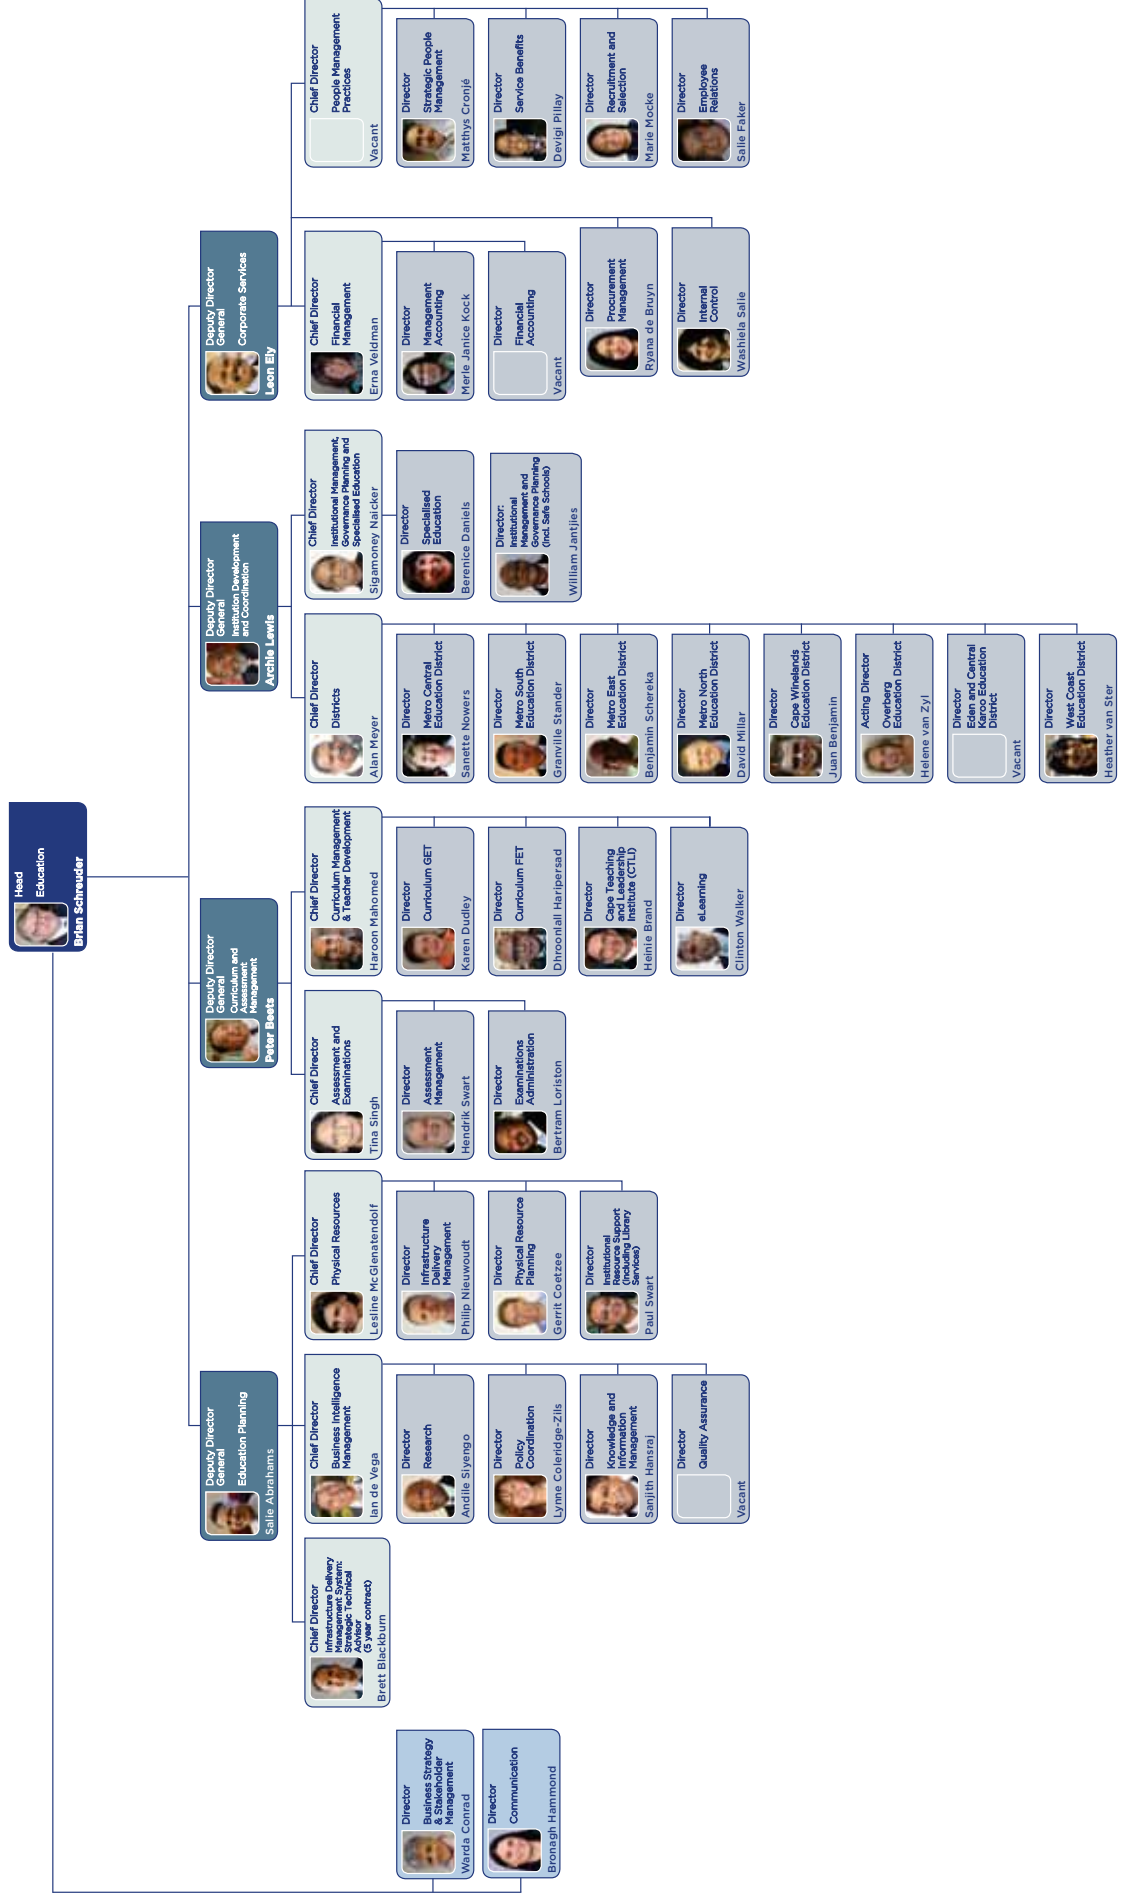 Head
Education
Brian Schreuder
Director
Business Strategy
& Stakeholder
Management
Warda Conrad
Director
Communication
Bronagh Hammond
Deputy Director
General
Education Planning
Salie Abrahams
Chief Director
Infrastructure Delivery
Management System:
Strategic Technical
Advisor
(5 year contract)
Brett Blackburn
Chief Director
Business Intelligence
Management
Ian de Vega
Director
Research
Andile Siyengo
Director
Policy
Coordination
Lynne Coleridge-Zils
Director
Knowledge and
Information
Management
Sanjith Hansraj
Director
Quality Assurance
Vacant
Chief Director
Physical Resources
Lesline McGlenatendolf
Director
Infrastructure
Delivery
Management
Philip Nieuwoudt
Director
Physical Resource
Planning
Gerrit Coetzee
Director
Institutional
Resource Support
(Including Library
Services)
Paul Swart
Deputy Director
General
Curriculum and
Assessment
Management
Peter Beets
Chief Director
Assessment and
Examinations
Tina Singh
Director
Assessment
Management
Hendrik Swart
Director
Examinations
Administration
Bertram Loriston
Chief Director
Curriculum Management
& Teacher Development
Haroon Mahomed
Director
Curriculum GET
Karen Dudley
Director
Curriculum FET
Dhroonlall Haripersad
Director
Cape Teaching
and Leadership
Institute (CTLI)
Heinie Brand
Director
eLearning
Clinton Walker
Deputy Director
General
Institution Development
and Coordination
Archie Lewis
Chief Director
Districts
Alan Meyer
Director
Metro Central
Education District
Sanette Nowers
Director
Metro South
Education District
Granville Stander
Director
Metro East
Education District
Benjamin Schereka
Director
Metro North
Education District
David Millar
Director
Cape Winelands
Education District
Juan Benjamin
Acting Director
Overberg
Education District
Helene van Zyl
Director
Eden and Central
Karoo Education
District
Vacant
Director
West Coast
Education District
Heather van Ster
Chief Director
Institutional Management,
Governance Planning and
Specialised Education
Sigamoney Naicker
Director
Specialised
Education
Berenice Daniels
Director:
Institutional
Management and
Governance Planning
(incl. Safe Schools)
William Jantjies
Deputy Director
General
Corporate Services
Leon Ely
Chief Director
Financial
Management
Erna Veldman
Director
Management
Accounting
Merle Janice Kock
Director
Financial
Accounting
Vacant
Director
Procurement
Management
Ryana de Bruyn
Director
Internal
Control
Washiela Salie
Chief Director
People Management
Practices
Vacant
Director
Strategic People
Management
Matthys Cronjé
Director
Service Benefits
Devigi Pillay
Director
Recruitment and
Selection
Marie Mocke
Director
Employee
Relations
Salie Faker